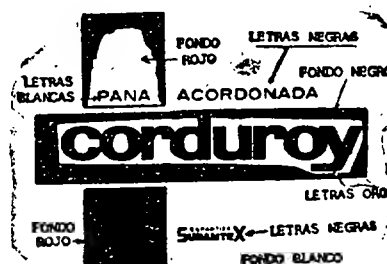 FONDO ROJO
LETRAS NEGRAS
LETRAS BLANCAS
FONDO NEGRO
PANA ACORDONADA
corduroy
LETRAS ORO
FONDO ROJO
SURAMTEX
LETRAS NEGRAS
FONDO BLANCO